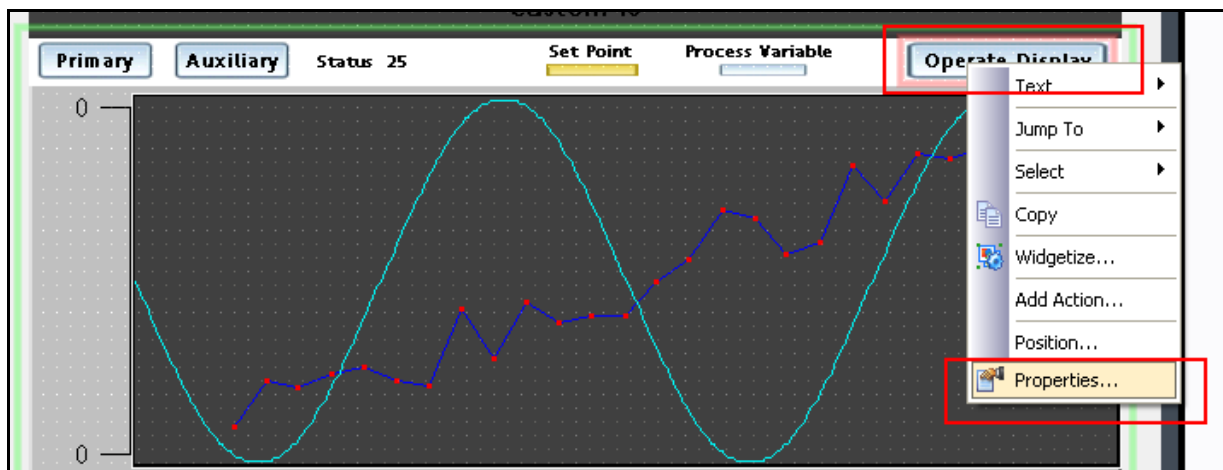 Primary Auxiliary Status 25 Set Point Process Variable Operate Display
0
Text
Jump To
Select
Copy
Widgetize...
Add Action...
Position...
Properties...
0